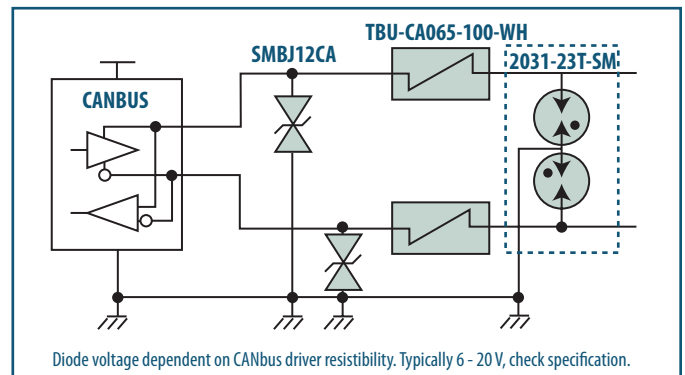 TBU-CA065-100-WH
SMBJ12CA
2031-23T-SM
CANBUS
Diode voltage dependent on CANbus driver resistibility. Typically 6 - 20 V, check specification.